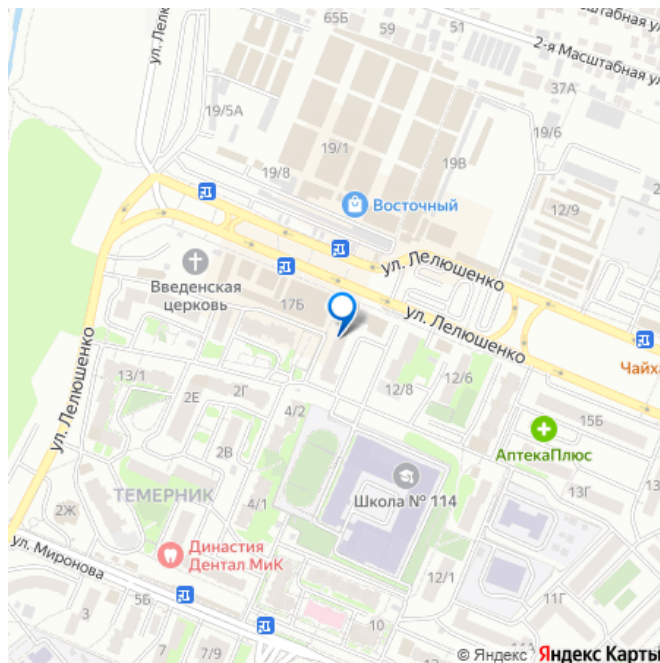 65Б
59
51
асштабная у
2-я Масштабная ул
ул. Лел
37А
19/5А
19/6
19/1
19В
19/8
12/9
Восточный
ул. Лелюшенко
Введенская
церковь
17Б
ул. Лелюшенко
ул. Лелюшенко
Чайха
13/1
2Г
12/8
12/6
2Е
4/2
15Б
АптекаПлюс
2В
Школа № 114
13Г
ТЕМЕРНИК
4/1
2Ж
ул. Миронова
Династия
Дентал МиК
12/1
5Б
11Г
3
10
7/9
© Яндекс Яндекс Карты